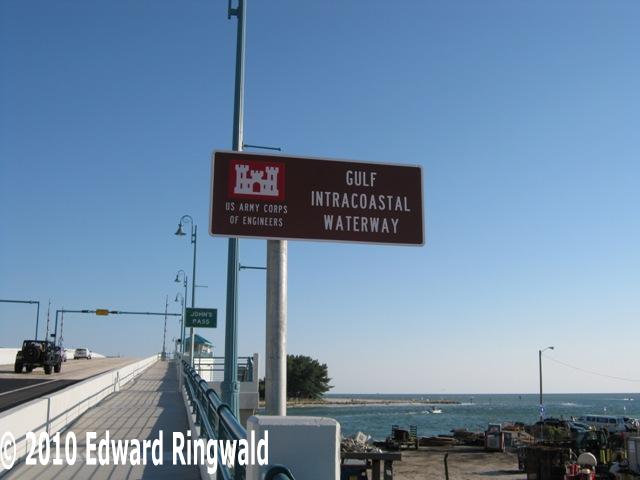 US ARMY CORPS
OF ENGINEERS
GULF
INTRACOASTAL
WATERWAY
JOHN'S
PASS
© 2010 Edward Ringwald